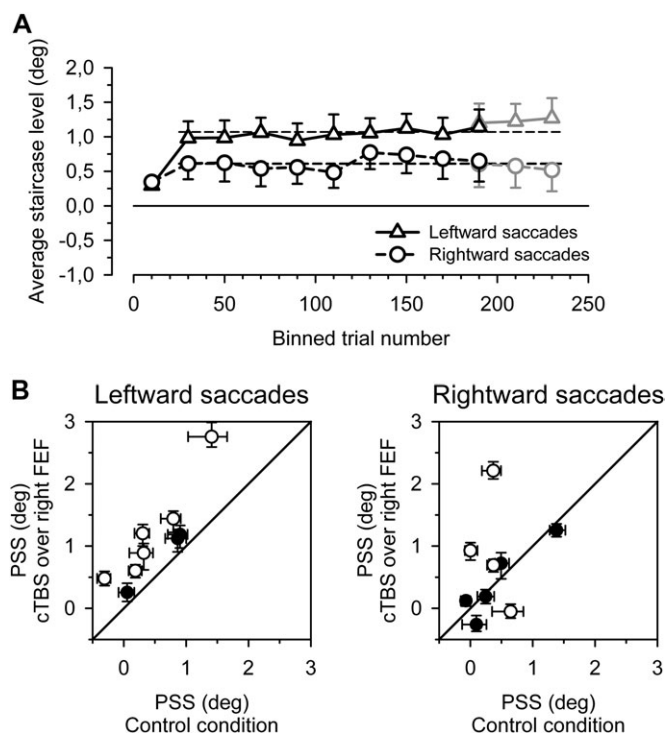 A
Average staircase level (deg)
2,0
1,5
1,0
0,5
0,0
-0,5
-1,0
Leftward saccades
Rightward saccades
0 50 100 150 200 250
Binned trial number
B
Leftward saccades Rightward saccades
PSS (deg)
cTBS over right FEF
3
2
1
0
0 1 2 3
PSS (deg)
Control condition
PSS (deg)
cTBS over right FEF
3
2
1
0
0 1 2 3
PSS (deg)
Control condition